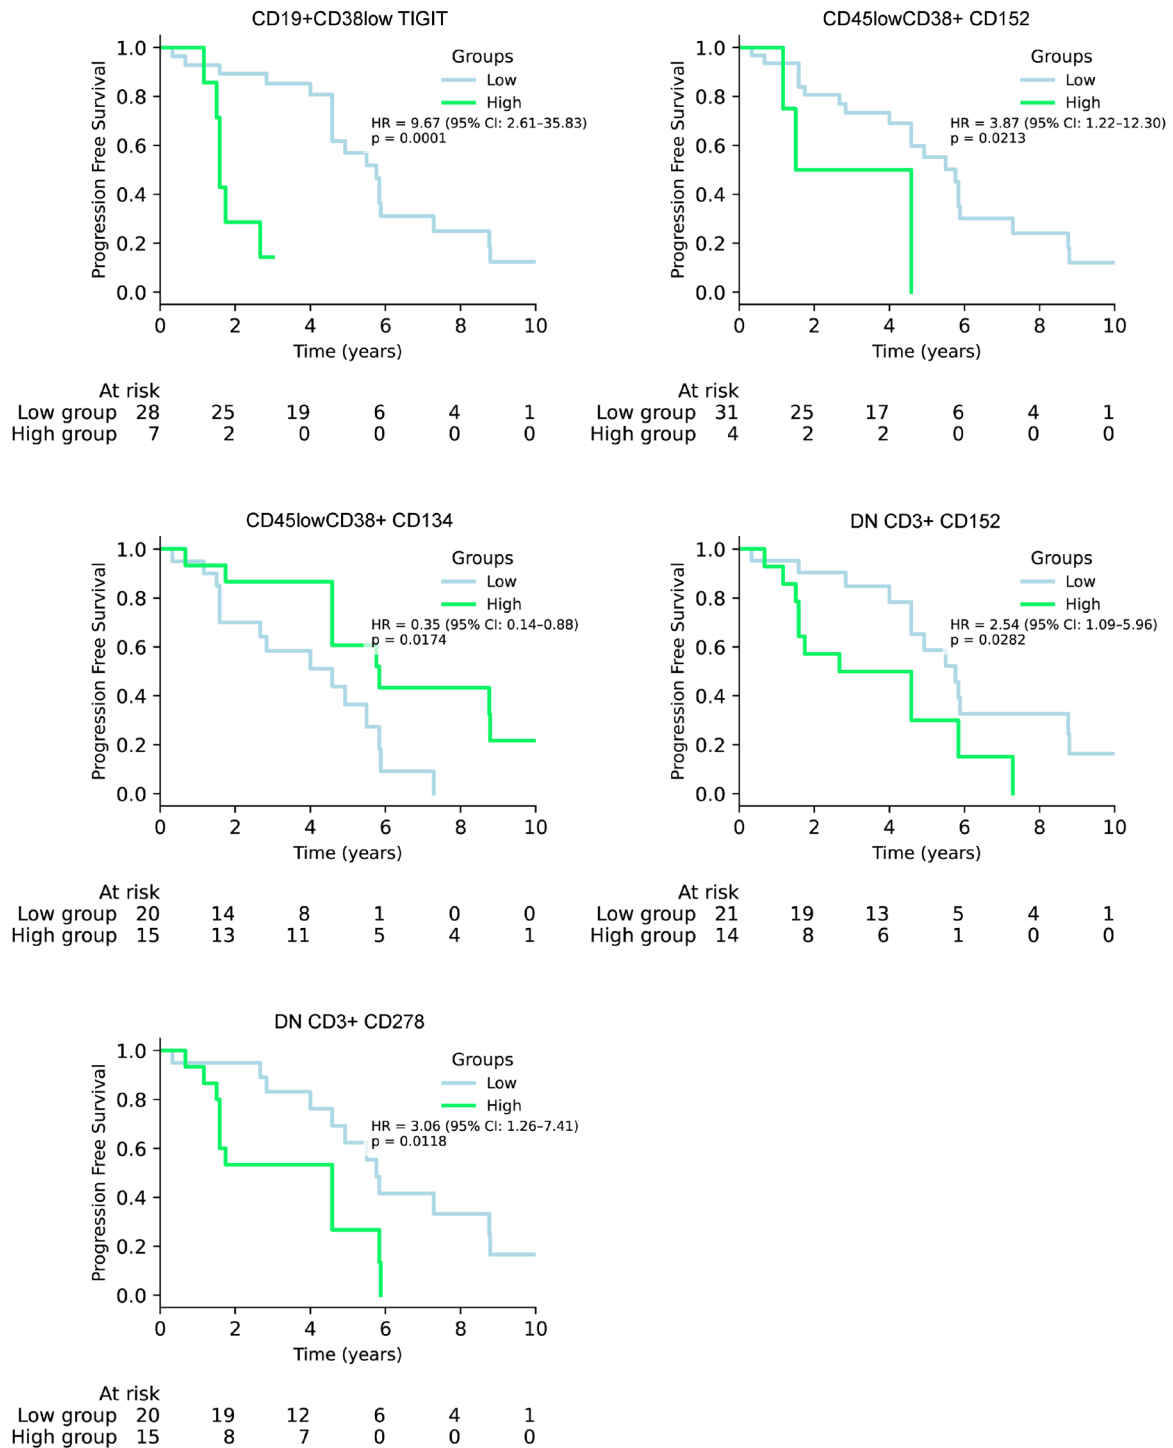 CD19+CD38low TIGIT
Progression Free Survival
1.0
0.8
0.6
0.4
0.2
0.0
Groups
Low
High
HR = 9.67 (95% CI: 2.61–35.83)
p = 0.0001
0 2 4 6 8 10
Time (years)
At risk
Low group 28 25 19 6 4 1
High group 7 2 0 0 0 0
CD45lowCD38+ CD152
Progression Free Survival
1.0
0.8
0.6
0.4
0.2
0.0
Groups
Low
High
HR = 3.87 (95% CI: 1.22–12.30)
p = 0.0213
0 2 4 6 8 10
Time (years)
At risk
Low group 31 25 17 6 4 1
High group 4 2 2 0 0 0
CD45lowCD38+ CD134
Progression Free Survival
1.0
0.8
0.6
0.4
0.2
0.0
Groups
Low
High
HR = 0.35 (95% CI: 0.14–0.88)
p = 0.0174
0 2 4 6 8 10
Time (years)
At risk
Low group 20 14 8 1 0 0
High group 15 13 11 5 4 1
DN CD3+ CD152
Progression Free Survival
1.0
0.8
0.6
0.4
0.2
0.0
Groups
Low
High
HR = 2.54 (95% CI: 1.09–5.96)
p = 0.0282
0 2 4 6 8 10
Time (years)
At risk
Low group 21 19 13 5 4 1
High group 14 8 6 1 0 0
DN CD3+ CD278
Progression Free Survival
1.0
0.8
0.6
0.4
0.2
0.0
Groups
Low
High
HR = 3.06 (95% CI: 1.26–7.41)
p = 0.0118
0 2 4 6 8 10
Time (years)
At risk
Low group 20 19 12 6 4 1
High group 15 8 7 0 0 0